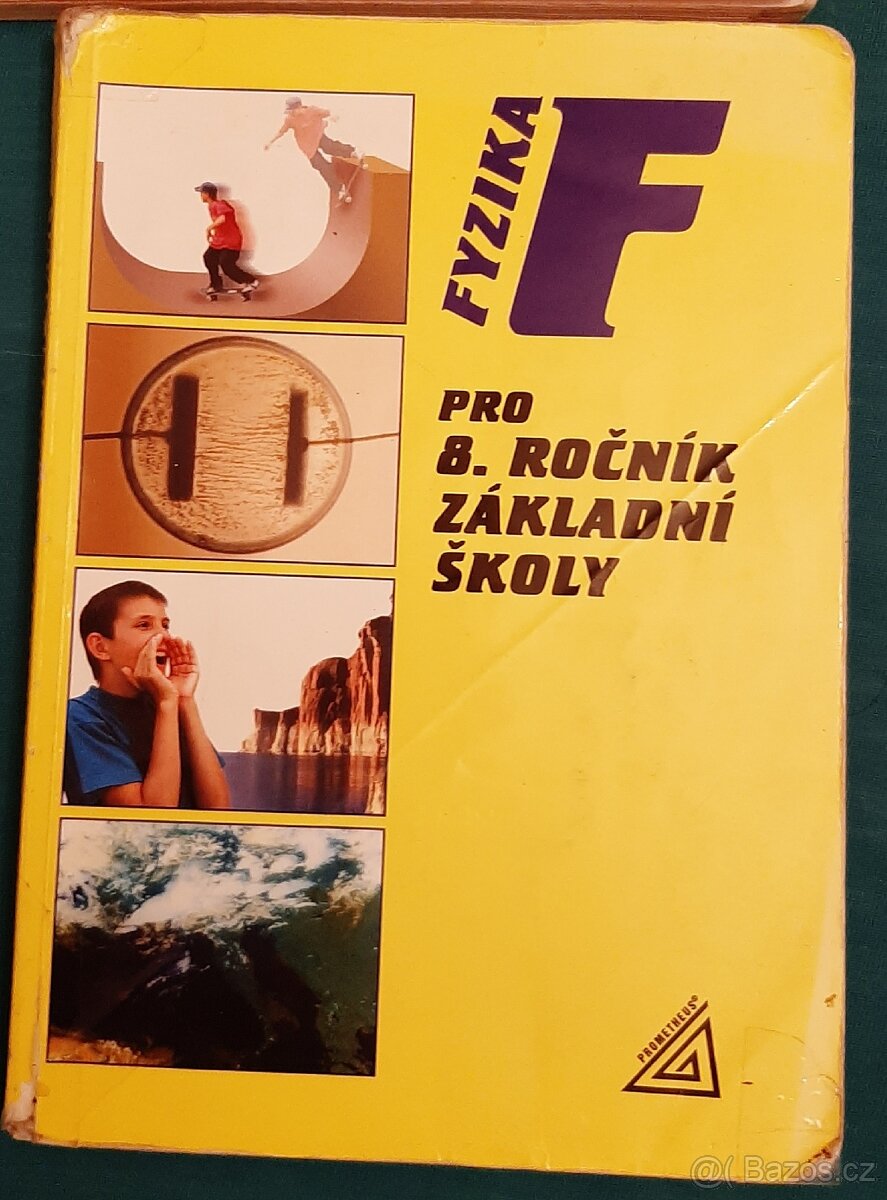 FYZIKA
F
PRO
8. ROČNÍK
ZÁKLADNÍ
ŠKOLY
PROMETHEUS®
@( Bazos.cz